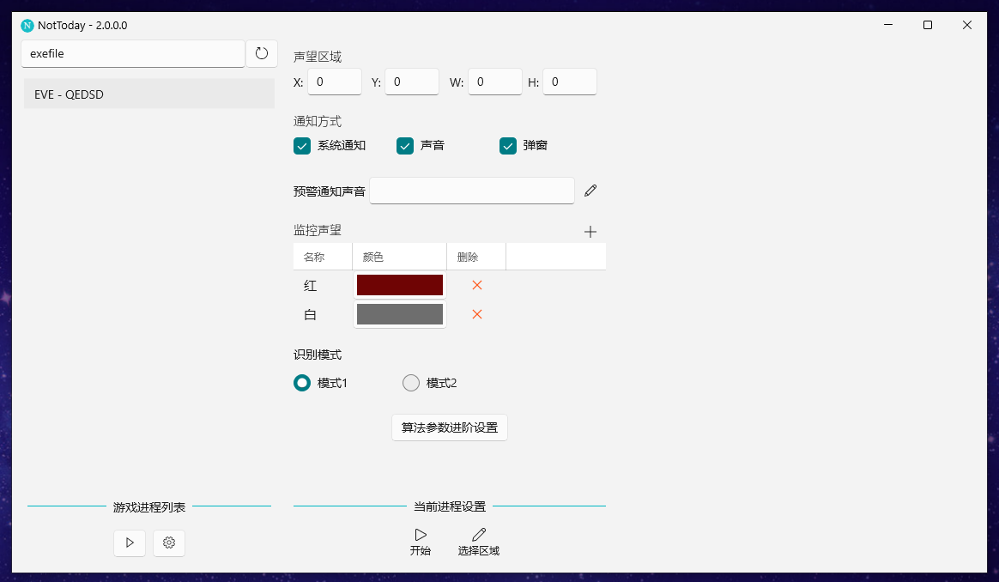 N NotToday - 2.0.0.0
exefile
EVE - QEDSD
声望区域
X: 0 Y: 0 W: 0 H: 0
通知方式
系统通知 声音 弹窗
预警通知声音
监控声望
名称 颜色 删除
红
白
识别模式
模式1 模式2
算法参数进阶设置
游戏进程列表
当前进程设置
开始 选择区域